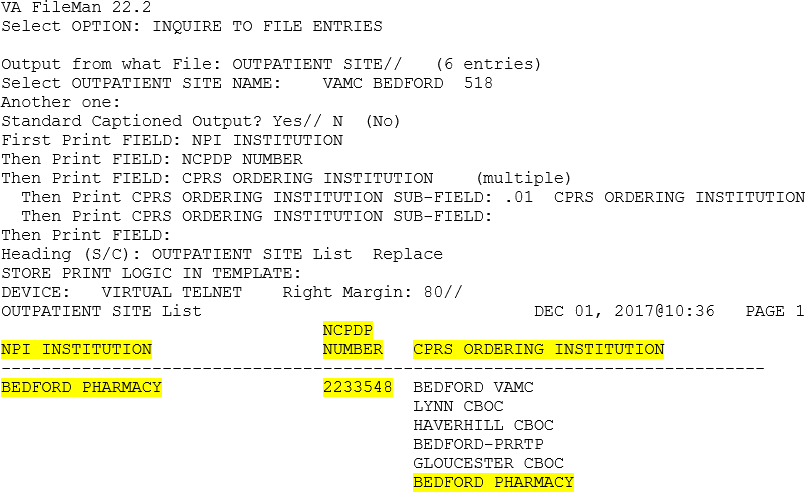 VA FileMan 22.2
Select OPTION: INQUIRE TO FILE ENTRIES
Output from what File: OUTPATIENT SITE//   (6 entries)
Select OUTPATIENT SITE NAME:    VAMC BEDFORD  518
Another one:
Standard Captioned Output? Yes// N  (No)
First Print FIELD: NPI INSTITUTION
Then Print FIELD: NCPDP NUMBER
Then Print FIELD: CPRS ORDERING INSTITUTION    (multiple)
  Then Print CPRS ORDERING INSTITUTION SUB-FIELD: .01  CPRS ORDERING INSTITUTION
  Then Print CPRS ORDERING INSTITUTION SUB-FIELD:
Then Print FIELD:
Heading (S/C): OUTPATIENT SITE List  Replace
STORE PRINT LOGIC IN TEMPLATE:
DEVICE:   VIRTUAL TELNET    Right Margin: 80//
OUTPATIENT SITE List                                 DEC 01, 2017@10:36   PAGE 1
                                NCPDP
NPI INSTITUTION                 NUMBER   CPRS ORDERING INSTITUTION
--------------------------------------------------------------------------------
BEDFORD PHARMACY                2233548  BEDFORD VAMC
                                         LYNN CBOC
                                         HAVERHILL CBOC
                                         BEDFORD-PRRTP
                                         GLOUCESTER CBOC
                                         BEDFORD PHARMACY